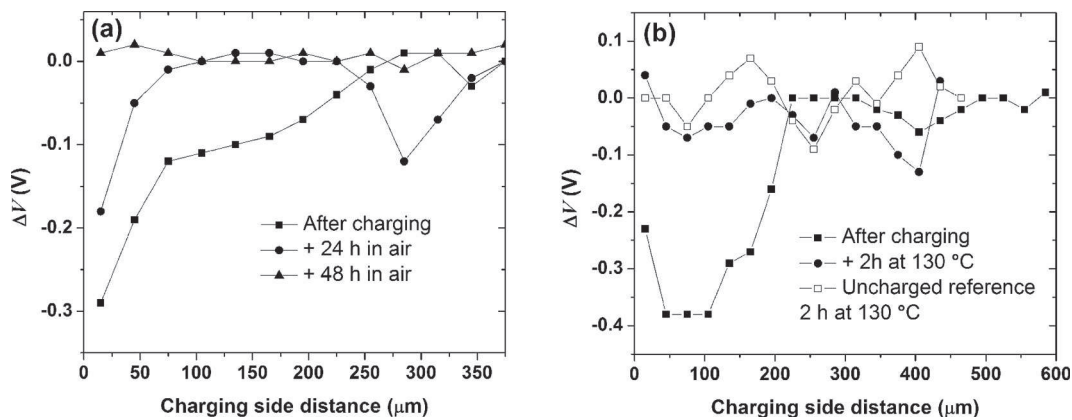 (a)
0.0
-0.1
-0.2
-0.3
ΔV (V)
After charging
+ 24 h in air
+ 48 h in air
0 50 100 150 200 250 300 350
Charging side distance (μm)
(b)
0.1
0.0
-0.1
-0.2
-0.3
-0.4
ΔV (V)
After charging
+ 2h at 130 °C
Uncharged reference
2 h at 130 °C
0 100 200 300 400 500 600
Charging side distance (μm)